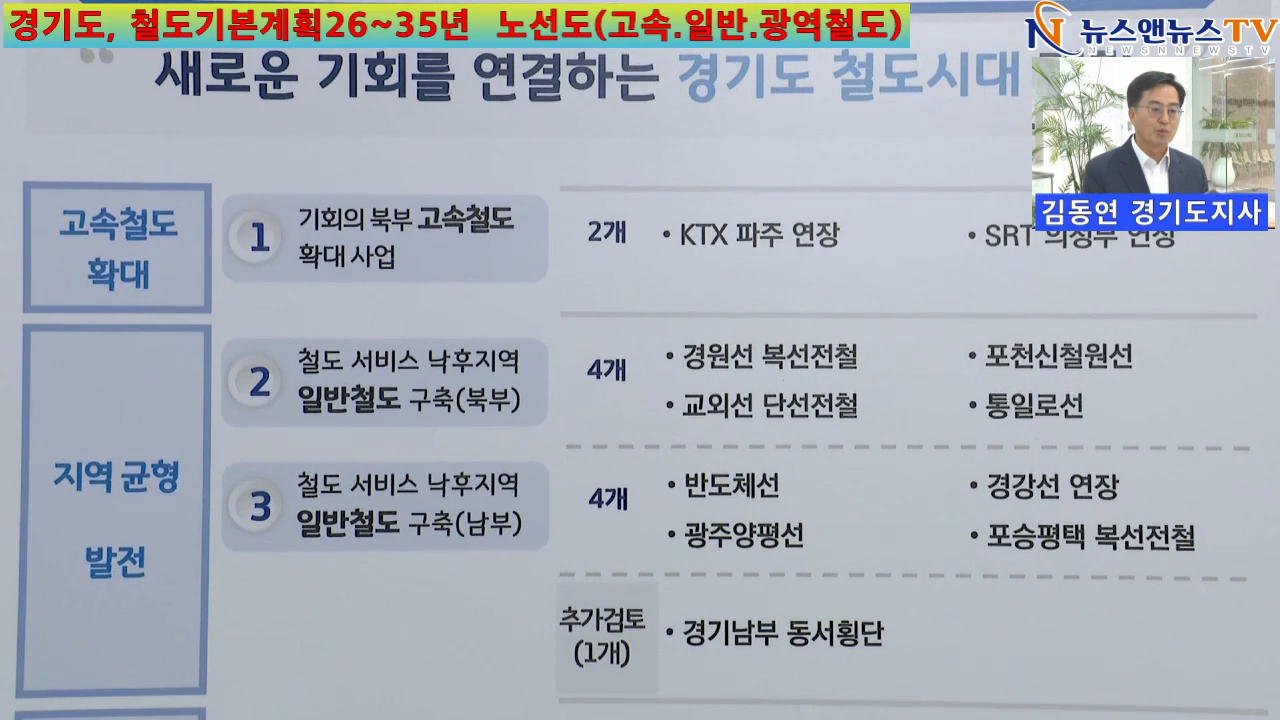 경기도, 철도기본계획26~35년 노선도(고속.일반.광역철도)
뉴스앤뉴스TV
NEWSNNEWSTV
“ 새로운 기회를 연결하는 경기도 철도시대
김동연 경기도지사
고속철도
확대
1
기회의 북부 고속철도
확대 사업
2개
• KTX 파주 연장
• SRT 의정부 연장
지역 균형
발전
2
철도 서비스 낙후지역
일반철도 구축(북부)
4개
• 경원선 복선전철
• 포천신철원선
• 교외선 단선전철
• 통일로선
3
철도 서비스 낙후지역
일반철도 구축(남부)
4개
• 반도체선
• 경강선 연장
• 광주양평선
• 포승평택 복선전철
추가검토
(1개)
• 경기남부 동서횡단